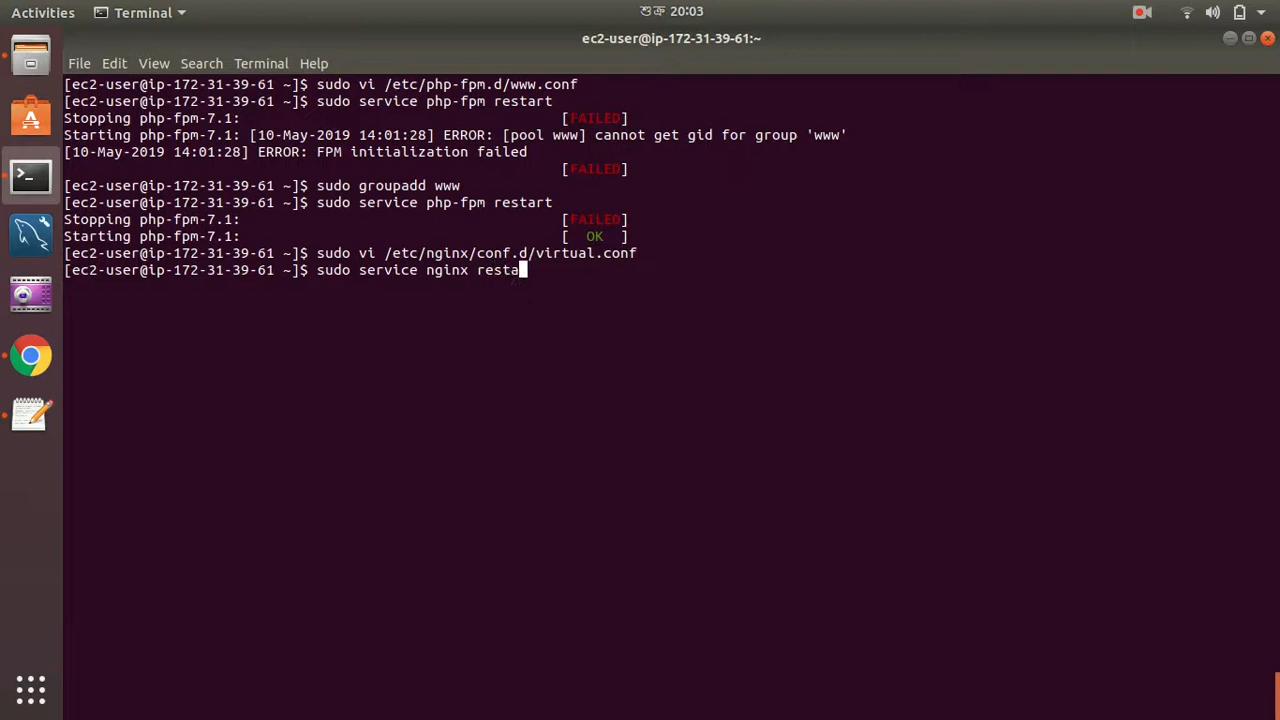 Activities Terminal শুক্র 20:03
ec2-user@ip-172-31-39-61:~
File Edit View Search Terminal Help
[ec2-user@ip-172-31-39-61 ~]$ sudo vi /etc/php-fpm.d/www.conf
[ec2-user@ip-172-31-39-61 ~]$ sudo service php-fpm restart
Stopping php-fpm-7.1: [FAILED]
Starting php-fpm-7.1: [10-May-2019 14:01:28] ERROR: [pool www] cannot get gid for group 'www'
[10-May-2019 14:01:28] ERROR: FPM initialization failed
[FAILED]
[ec2-user@ip-172-31-39-61 ~]$ sudo groupadd www
[ec2-user@ip-172-31-39-61 ~]$ sudo service php-fpm restart
Stopping php-fpm-7.1: [FAILED]
Starting php-fpm-7.1: [ OK ]
[ec2-user@ip-172-31-39-61 ~]$ sudo vi /etc/nginx/conf.d/virtual.conf
[ec2-user@ip-172-31-39-61 ~]$ sudo service nginx resta